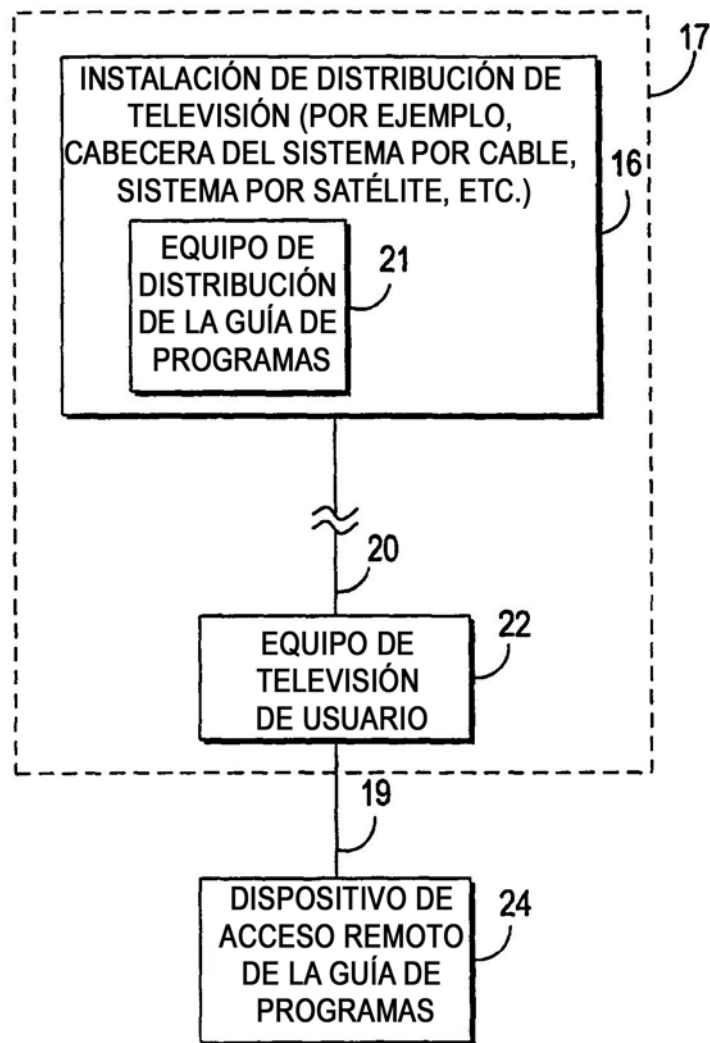 17
INSTALACIÓN DE DISTRIBUCIÓN DE
TELEVISIÓN (POR EJEMPLO,
CABECERA DEL SISTEMA POR CABLE,
SISTEMA POR SATÉLITE, ETC.)
16
EQUIPO DE
DISTRIBUCIÓN
DE LA GUÍA DE
PROGRAMAS
21
20
EQUIPO DE
TELEVISIÓN
DE USUARIO
22
19
DISPOSITIVO DE
ACCESO REMOTO
DE LA GUÍA DE
PROGRAMAS
24